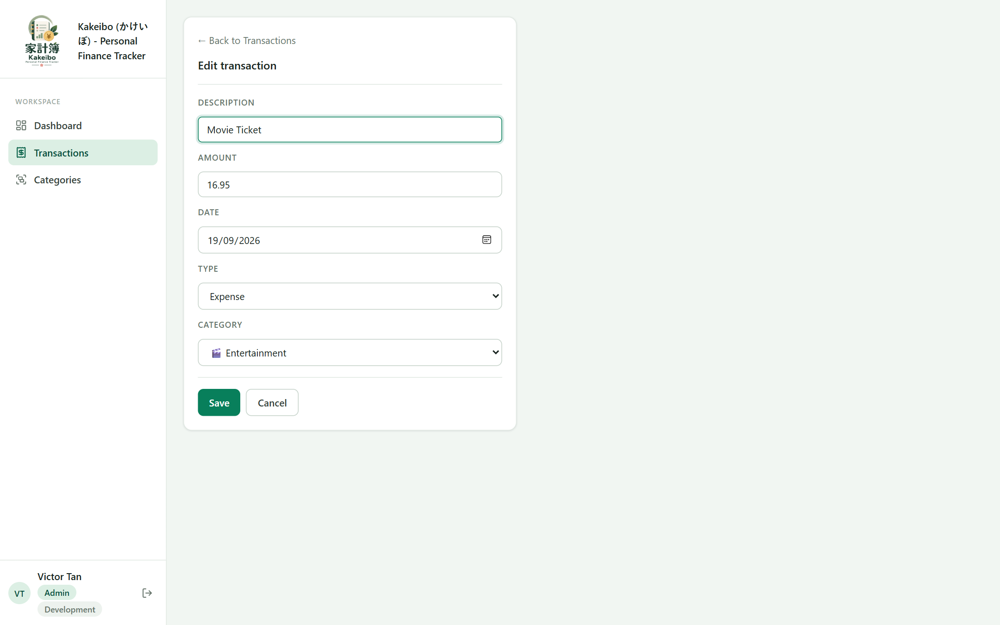 家計簿
Kakeibo
Personal Finance Tracker
Kakeibo (かけい
ぼ) - Personal
Finance Tracker
WORKSPACE
Dashboard
Transactions
Categories
Victor Tan
VT
Admin
Development
← Back to Transactions
Edit transaction
DESCRIPTION
Movie Ticket
AMOUNT
16.95
DATE
19/09/2026
TYPE
Expense
CATEGORY
Entertainment
Save
Cancel